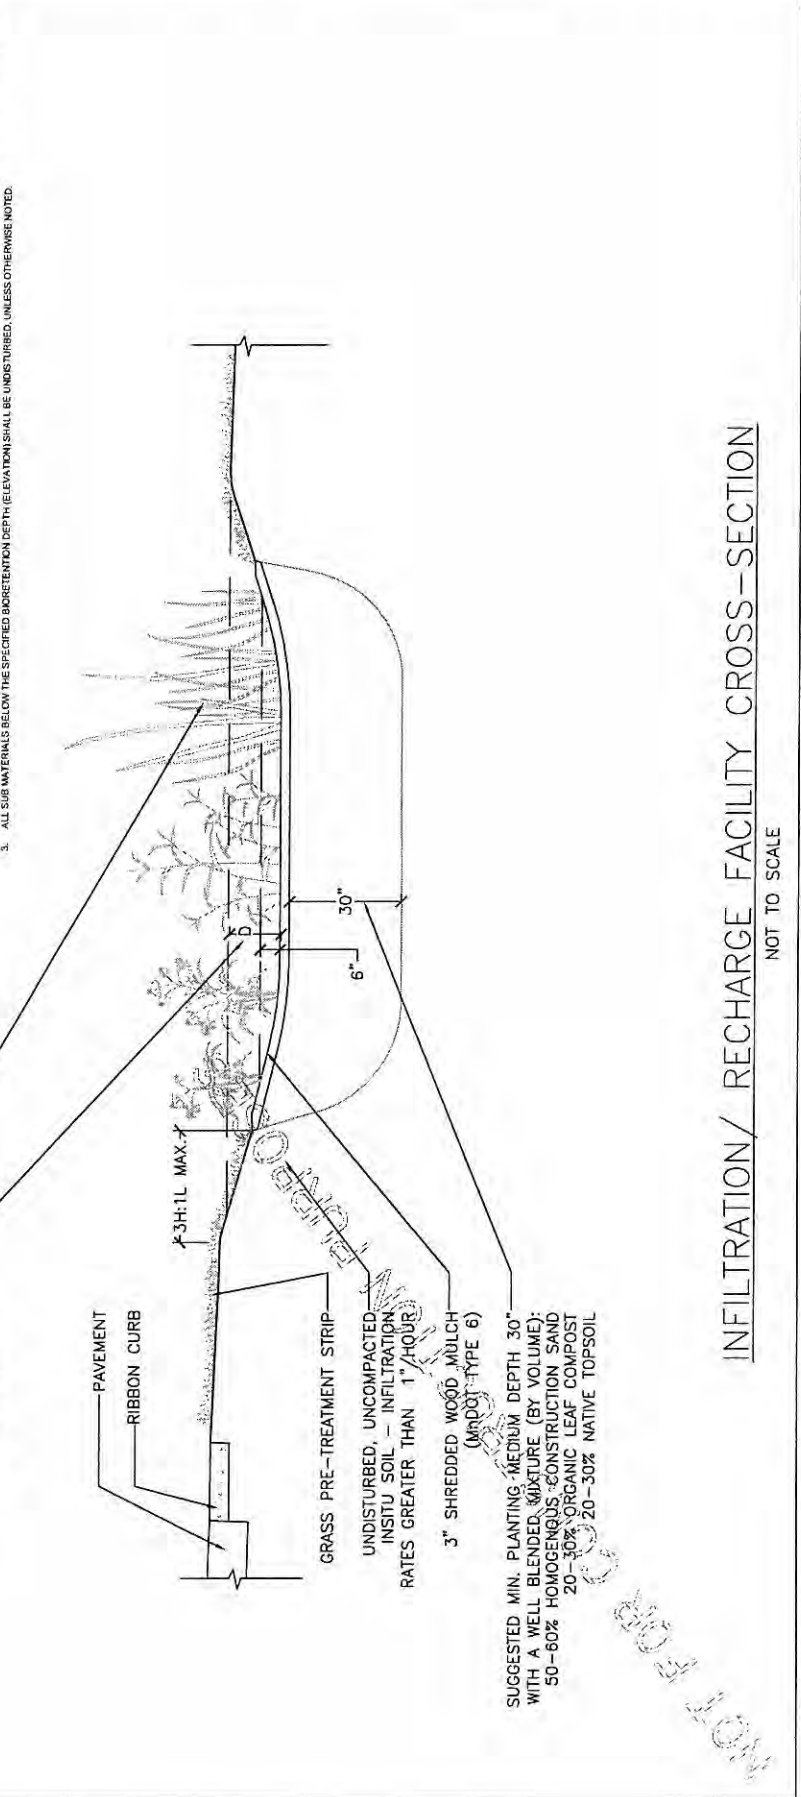 3. ALL SUB MATERIALS BELOW THE SPECIFIED BIORETENTION DEPTH (ELEVATION) SHALL BE UNDISTURBED, UNLESS OTHERWISE NOTED.
PAVEMENT
RIBBON CURB
3H:1L MAX.
D
6"
30"
GRASS PRE-TREATMENT STRIP
UNDISTURBED, UNCOMPACTED
INSITU SOIL - INFILTRATION
RATES GREATER THAN 1"/HOUR
3" SHREDDED WOOD MULCH
(MnDOT TYPE 6)
SUGGESTED MIN. PLANTING MEDIUM DEPTH 30"
WITH A WELL BLENDED MIXTURE (BY VOLUME):
50-60% HOMOGENOUS CONSTRUCTION SAND
20-30% ORGANIC LEAF COMPOST
20-30% NATIVE TOPSOIL
NOT FOR
INFILTRATION/ RECHARGE FACILITY CROSS-SECTION
NOT TO SCALE